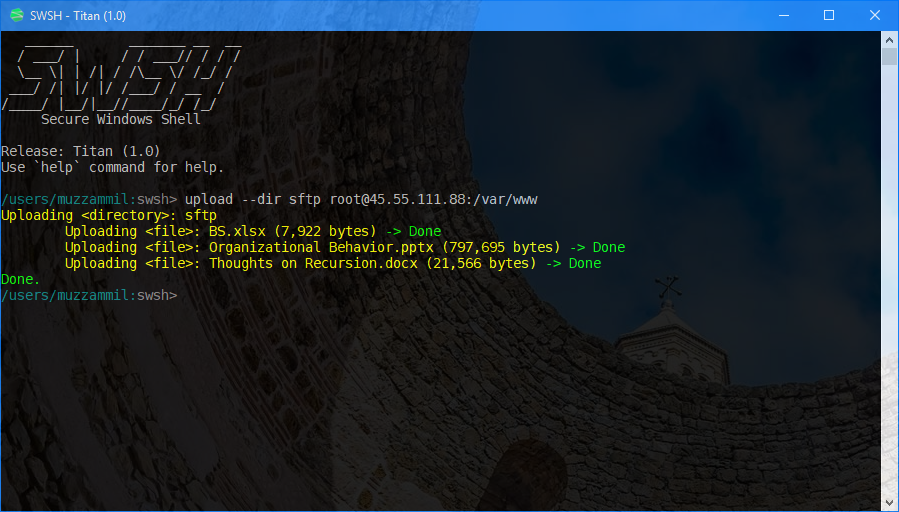 SWSH - Titan (1.0)
SWSH
Secure Windows Shell
Release: Titan (1.0)
Use `help` command for help.
/users/muzzammil:swsh> upload --dir sftp root@45.55.111.88:/var/www
Uploading <directory>: sftp
Uploading <file>: BS.xlsx (7,922 bytes) -> Done
Uploading <file>: Organizational Behavior.pptx (797,695 bytes) -> Done
Uploading <file>: Thoughts on Recursion.docx (21,566 bytes) -> Done
Done.
/users/muzzammil:swsh>